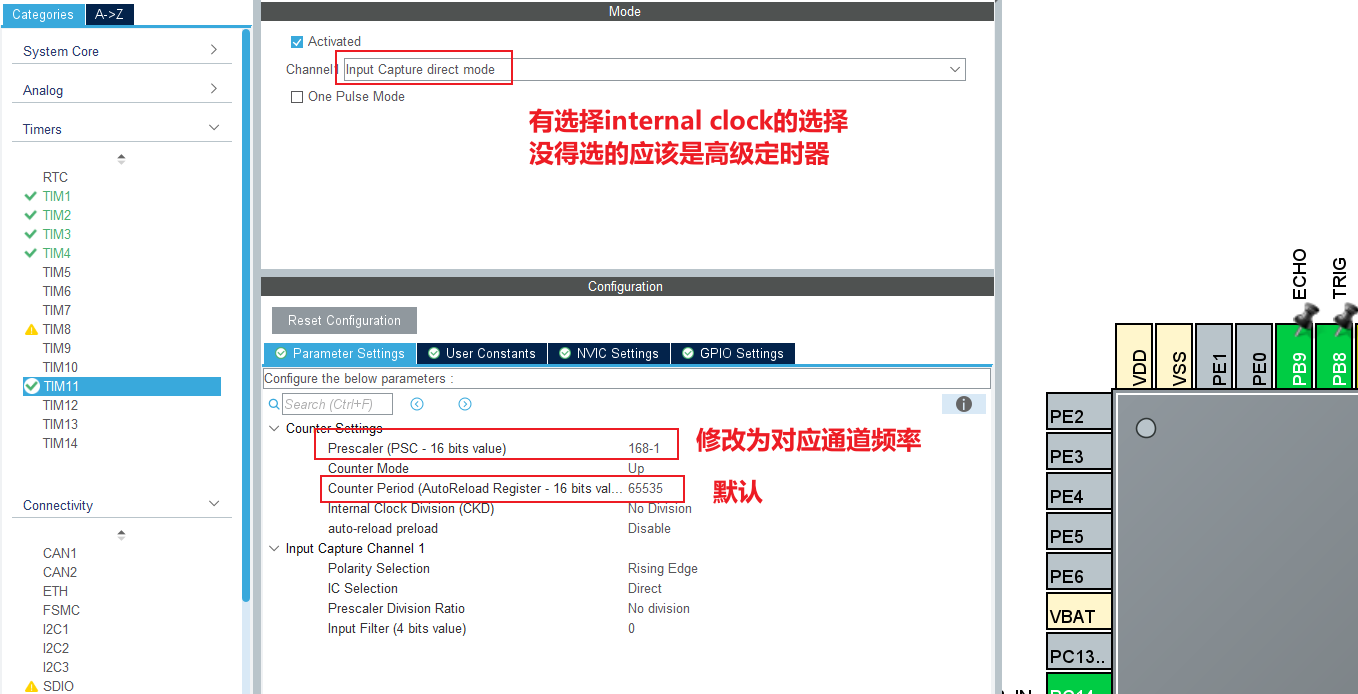 Categories
A->Z
System Core
Analog
Timers
RTC
TIM1
TIM2
TIM3
TIM4
TIM5
TIM6
TIM7
TIM8
TIM9
TIM10
TIM11
TIM12
TIM13
TIM14
Connectivity
CAN1
CAN2
ETH
FSMC
I2C1
I2C2
I2C3
SDIO
Mode
Activated
Channel1 Input Capture direct mode
One Pulse Mode
有选择internal clock的选择
没得选的应该是高级定时器
Configuration
Reset Configuration
Parameter Settings
User Constants
NVIC Settings
GPIO Settings
Configure the below parameters :
Search (Ctrl+F)
Counter Settings
Prescaler (PSC - 16 bits value) 168-1
修改为对应通道频率
Counter Mode Up
Counter Period (AutoReload Register - 16 bits val... 65535
默认
Internal Clock Division (CKD) No Division
auto-reload preload Disable
Input Capture Channel 1
Polarity Selection Rising Edge
IC Selection Direct
Prescaler Division Ratio No division
Input Filter (4 bits value) 0
ECHO
TRIG
VDD
VSS
PE1
PE0
PB9
PB8
PE2
PE3
PE4
PE5
PE6
VBAT
PC13..